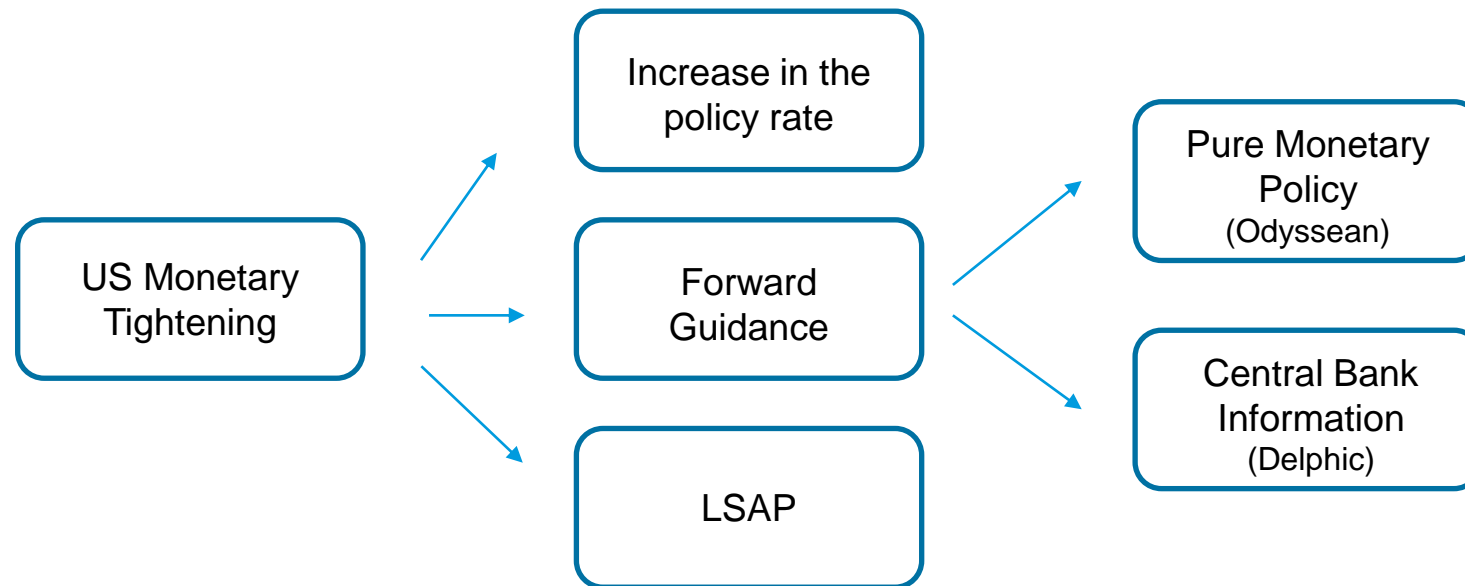 US Monetary
Tightening
Increase in the
policy rate
Forward
Guidance
LSAP
Pure Monetary
Policy
(Odyssean)
Central Bank
Information
(Delphic)